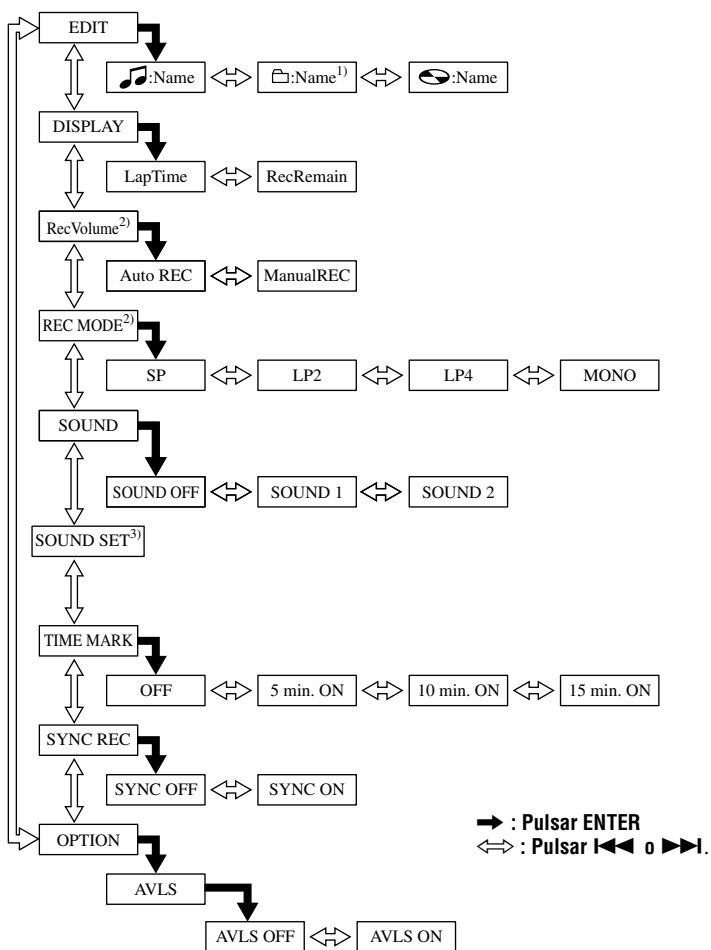 EDIT
:Name :Name1) :Name
DISPLAY
LapTime RecRemain
RecVolume2)
Auto REC ManualREC
REC MODE2)
SP LP2 LP4 MONO
SOUND
SOUND OFF SOUND 1 SOUND 2
SOUND SET3)
TIME MARK
OFF 5 min. ON 10 min. ON 15 min. ON
SYNC REC
SYNC OFF SYNC ON
: Pulsar ENTER
OPTION
: Pulsar o .
AVLS
AVLS OFF AVLS ON